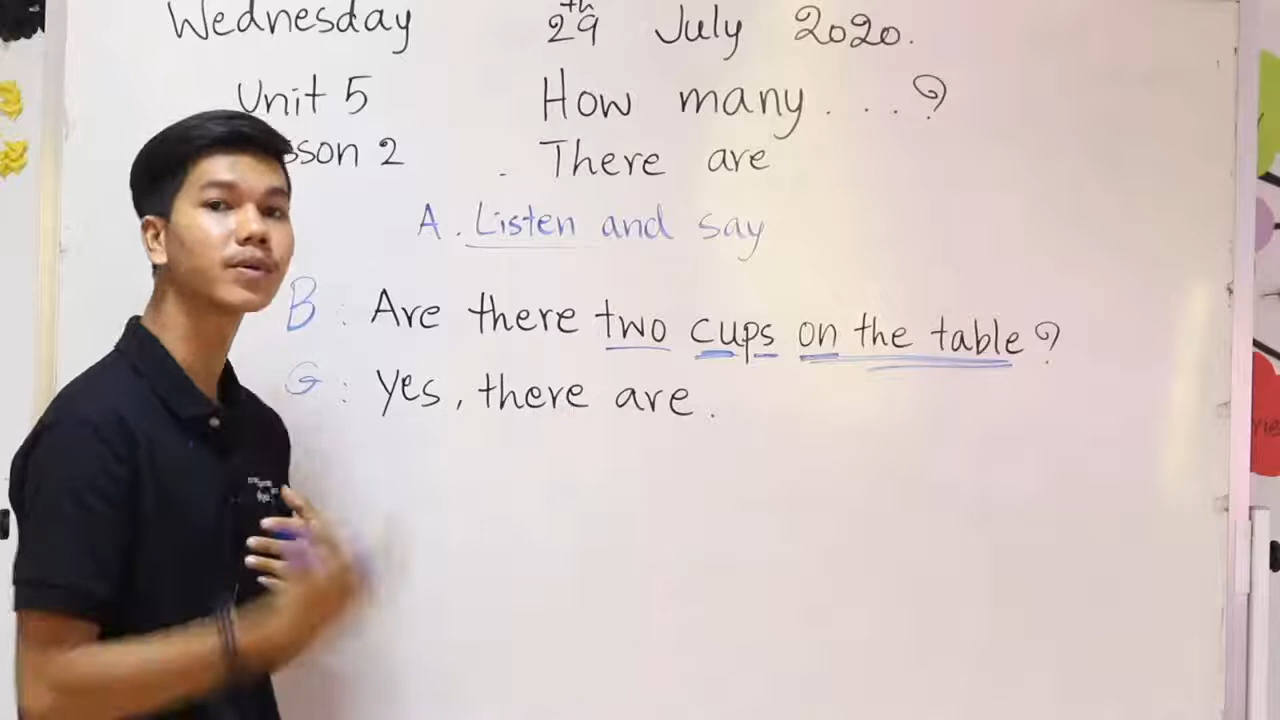 Wednesday 29th July 2020.
Unit 5 How many . . . ?
sson 2 . There are
A. Listen and say
B : Are there two cups on the table?
G : Yes, there are.